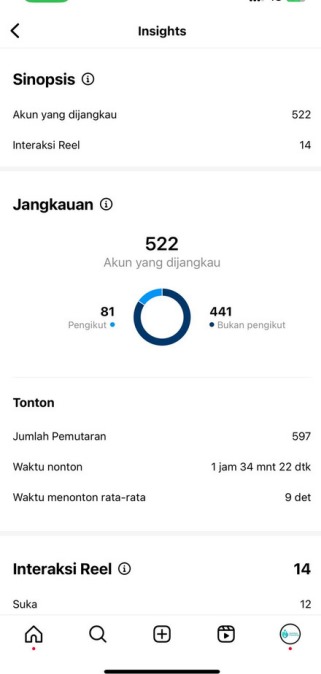 Insights
Sinopsis
Akun yang dijangkau 522
Interaksi Reel 14
Jangkauan
522
Akun yang dijangkau
81 441
Pengikut Bukan pengikut
Tonton
Jumlah Pemutaran 597
Waktu nonton 1 jam 34 mnt 22 dtk
Waktu menonton rata-rata 9 det
Interaksi Reel 14
Suka 12